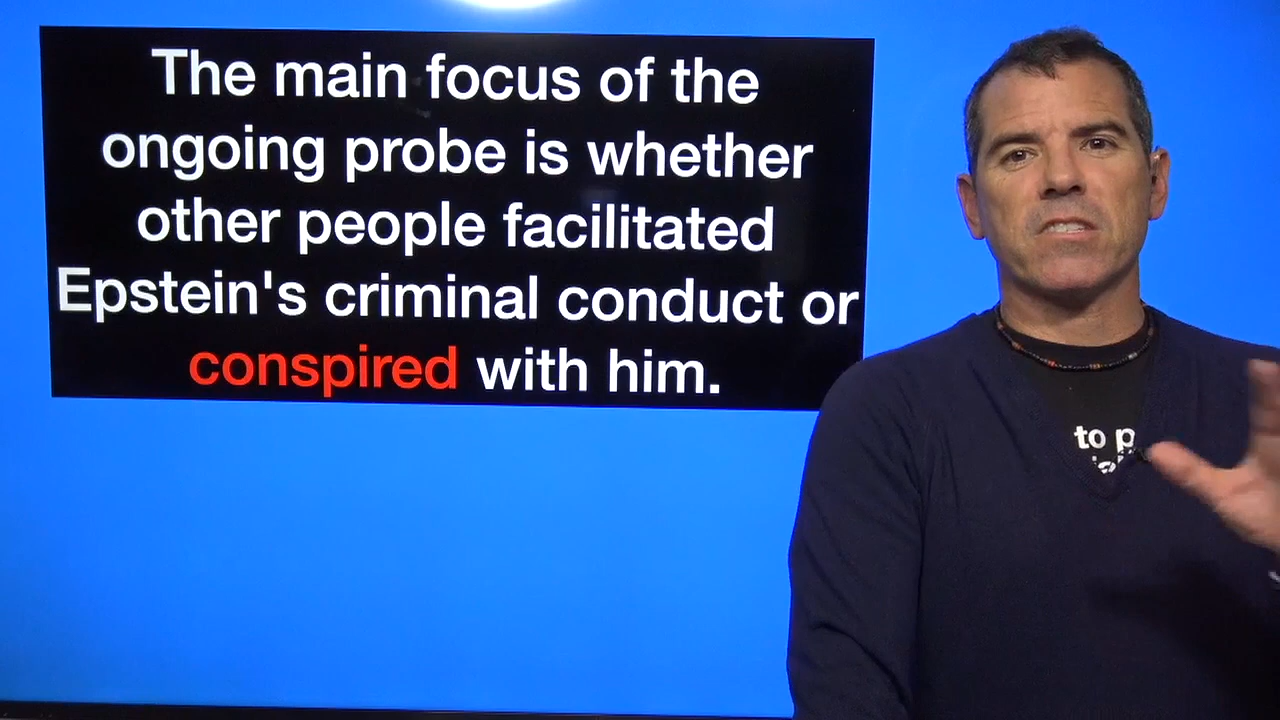 The main focus of the
ongoing probe is whether
other people facilitated
Epstein's criminal conduct or
conspired with him.
to p